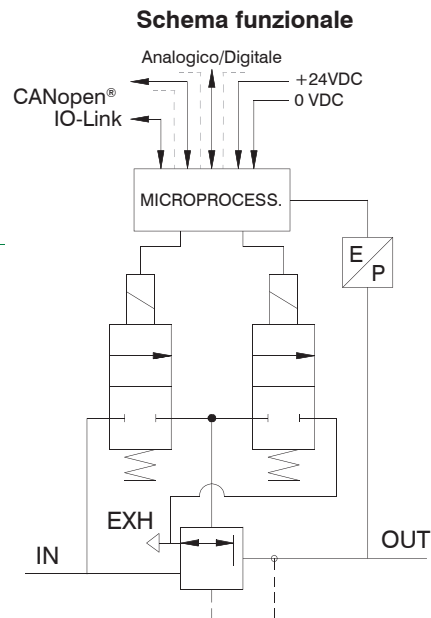 Schema funzionale
Analogico/Digitale
+24VDC
CANopen®
0 VDC
IO-Link
MICROPROCESS.
E
P
EXH
IN
OUT